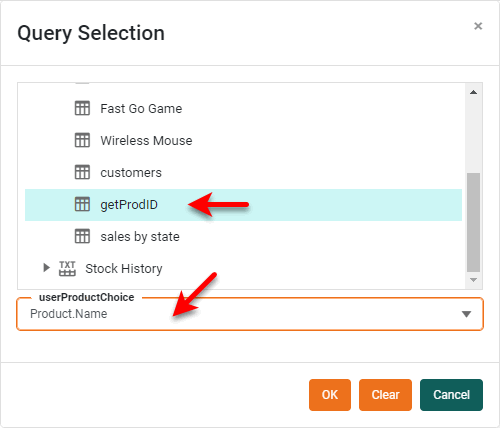 Query Selection
×
Fast Go Game
Wireless Mouse
customers
getProdID
sales by state
TXT
Stock History
userProductChoice
Product.Name
OK
Clear
Cancel